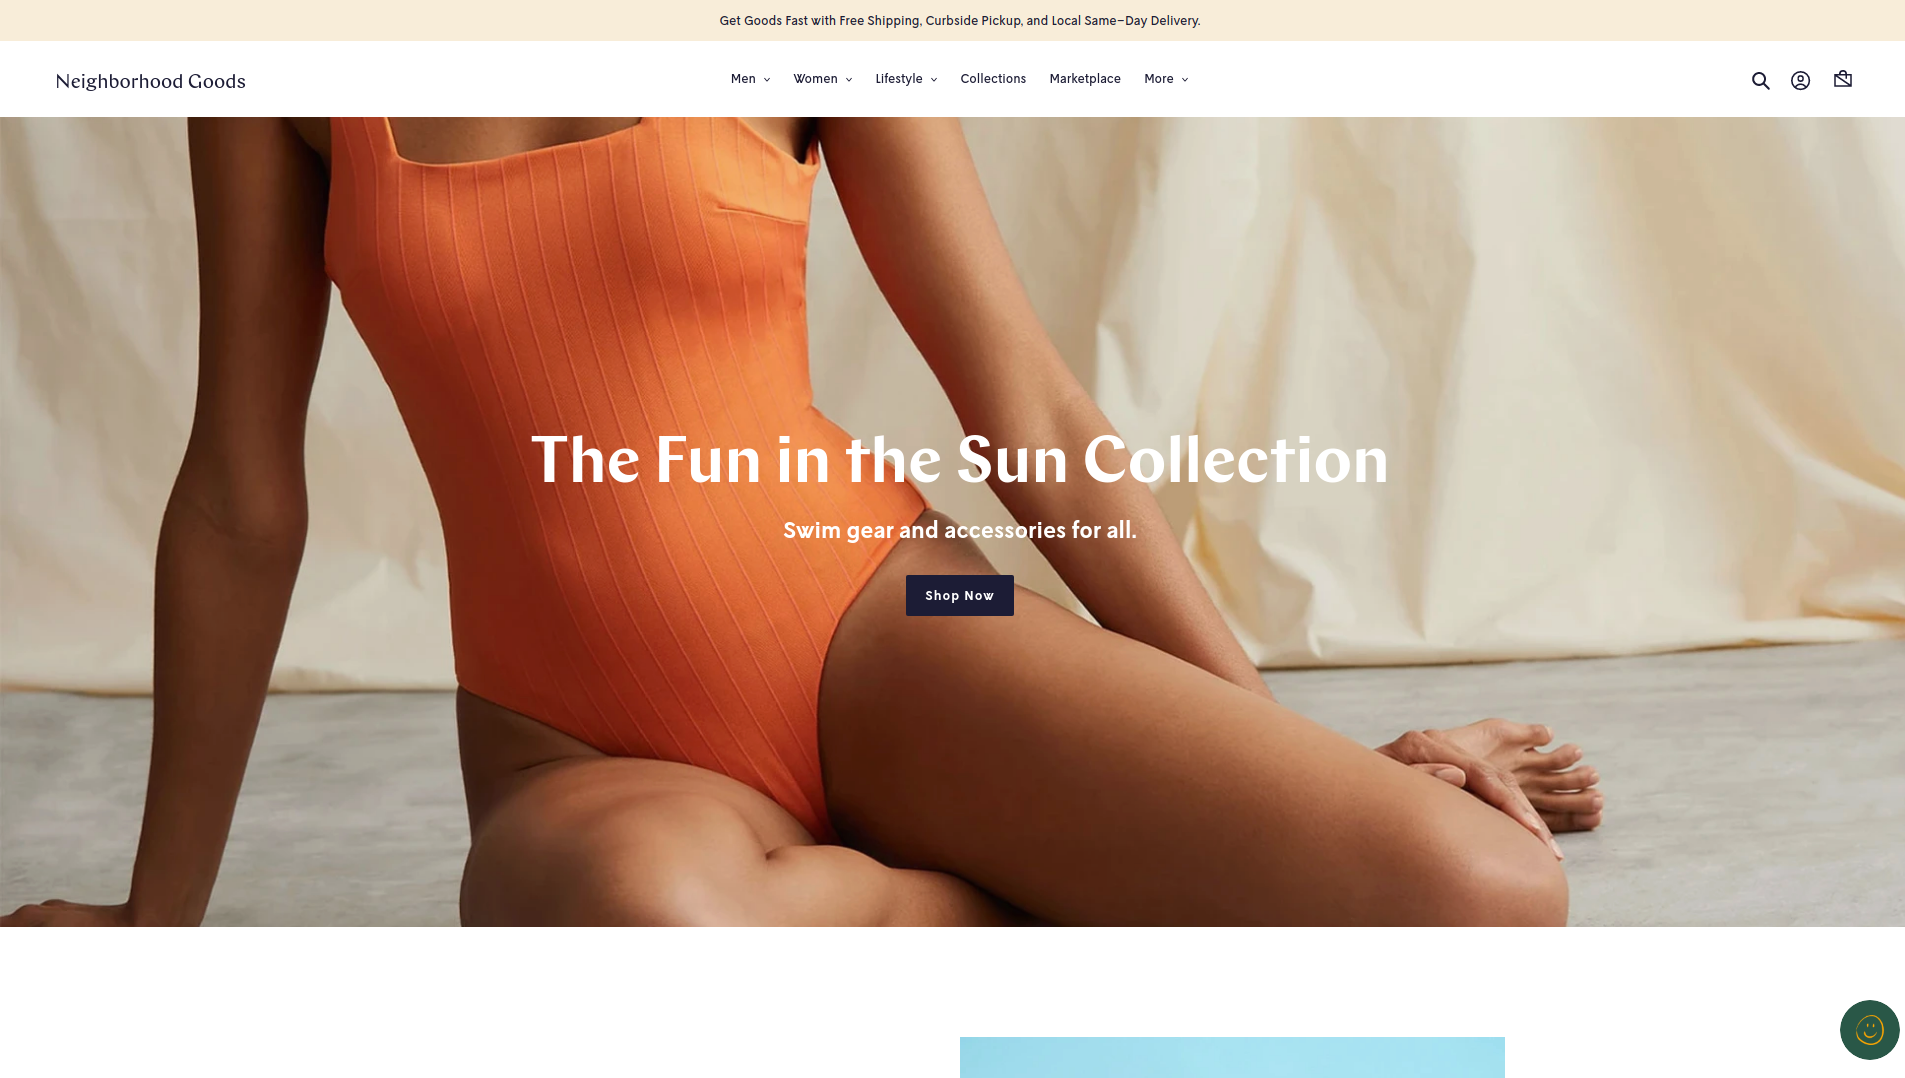 Get Goods Fast with Free Shipping, Curbside Pickup, and Local Same-Day Delivery.
Neighborhood Goods
Men
Women
Lifestyle
Collections
Marketplace
More
The Fun in the Sun Collection
Swim gear and accessories for all.
Shop Now